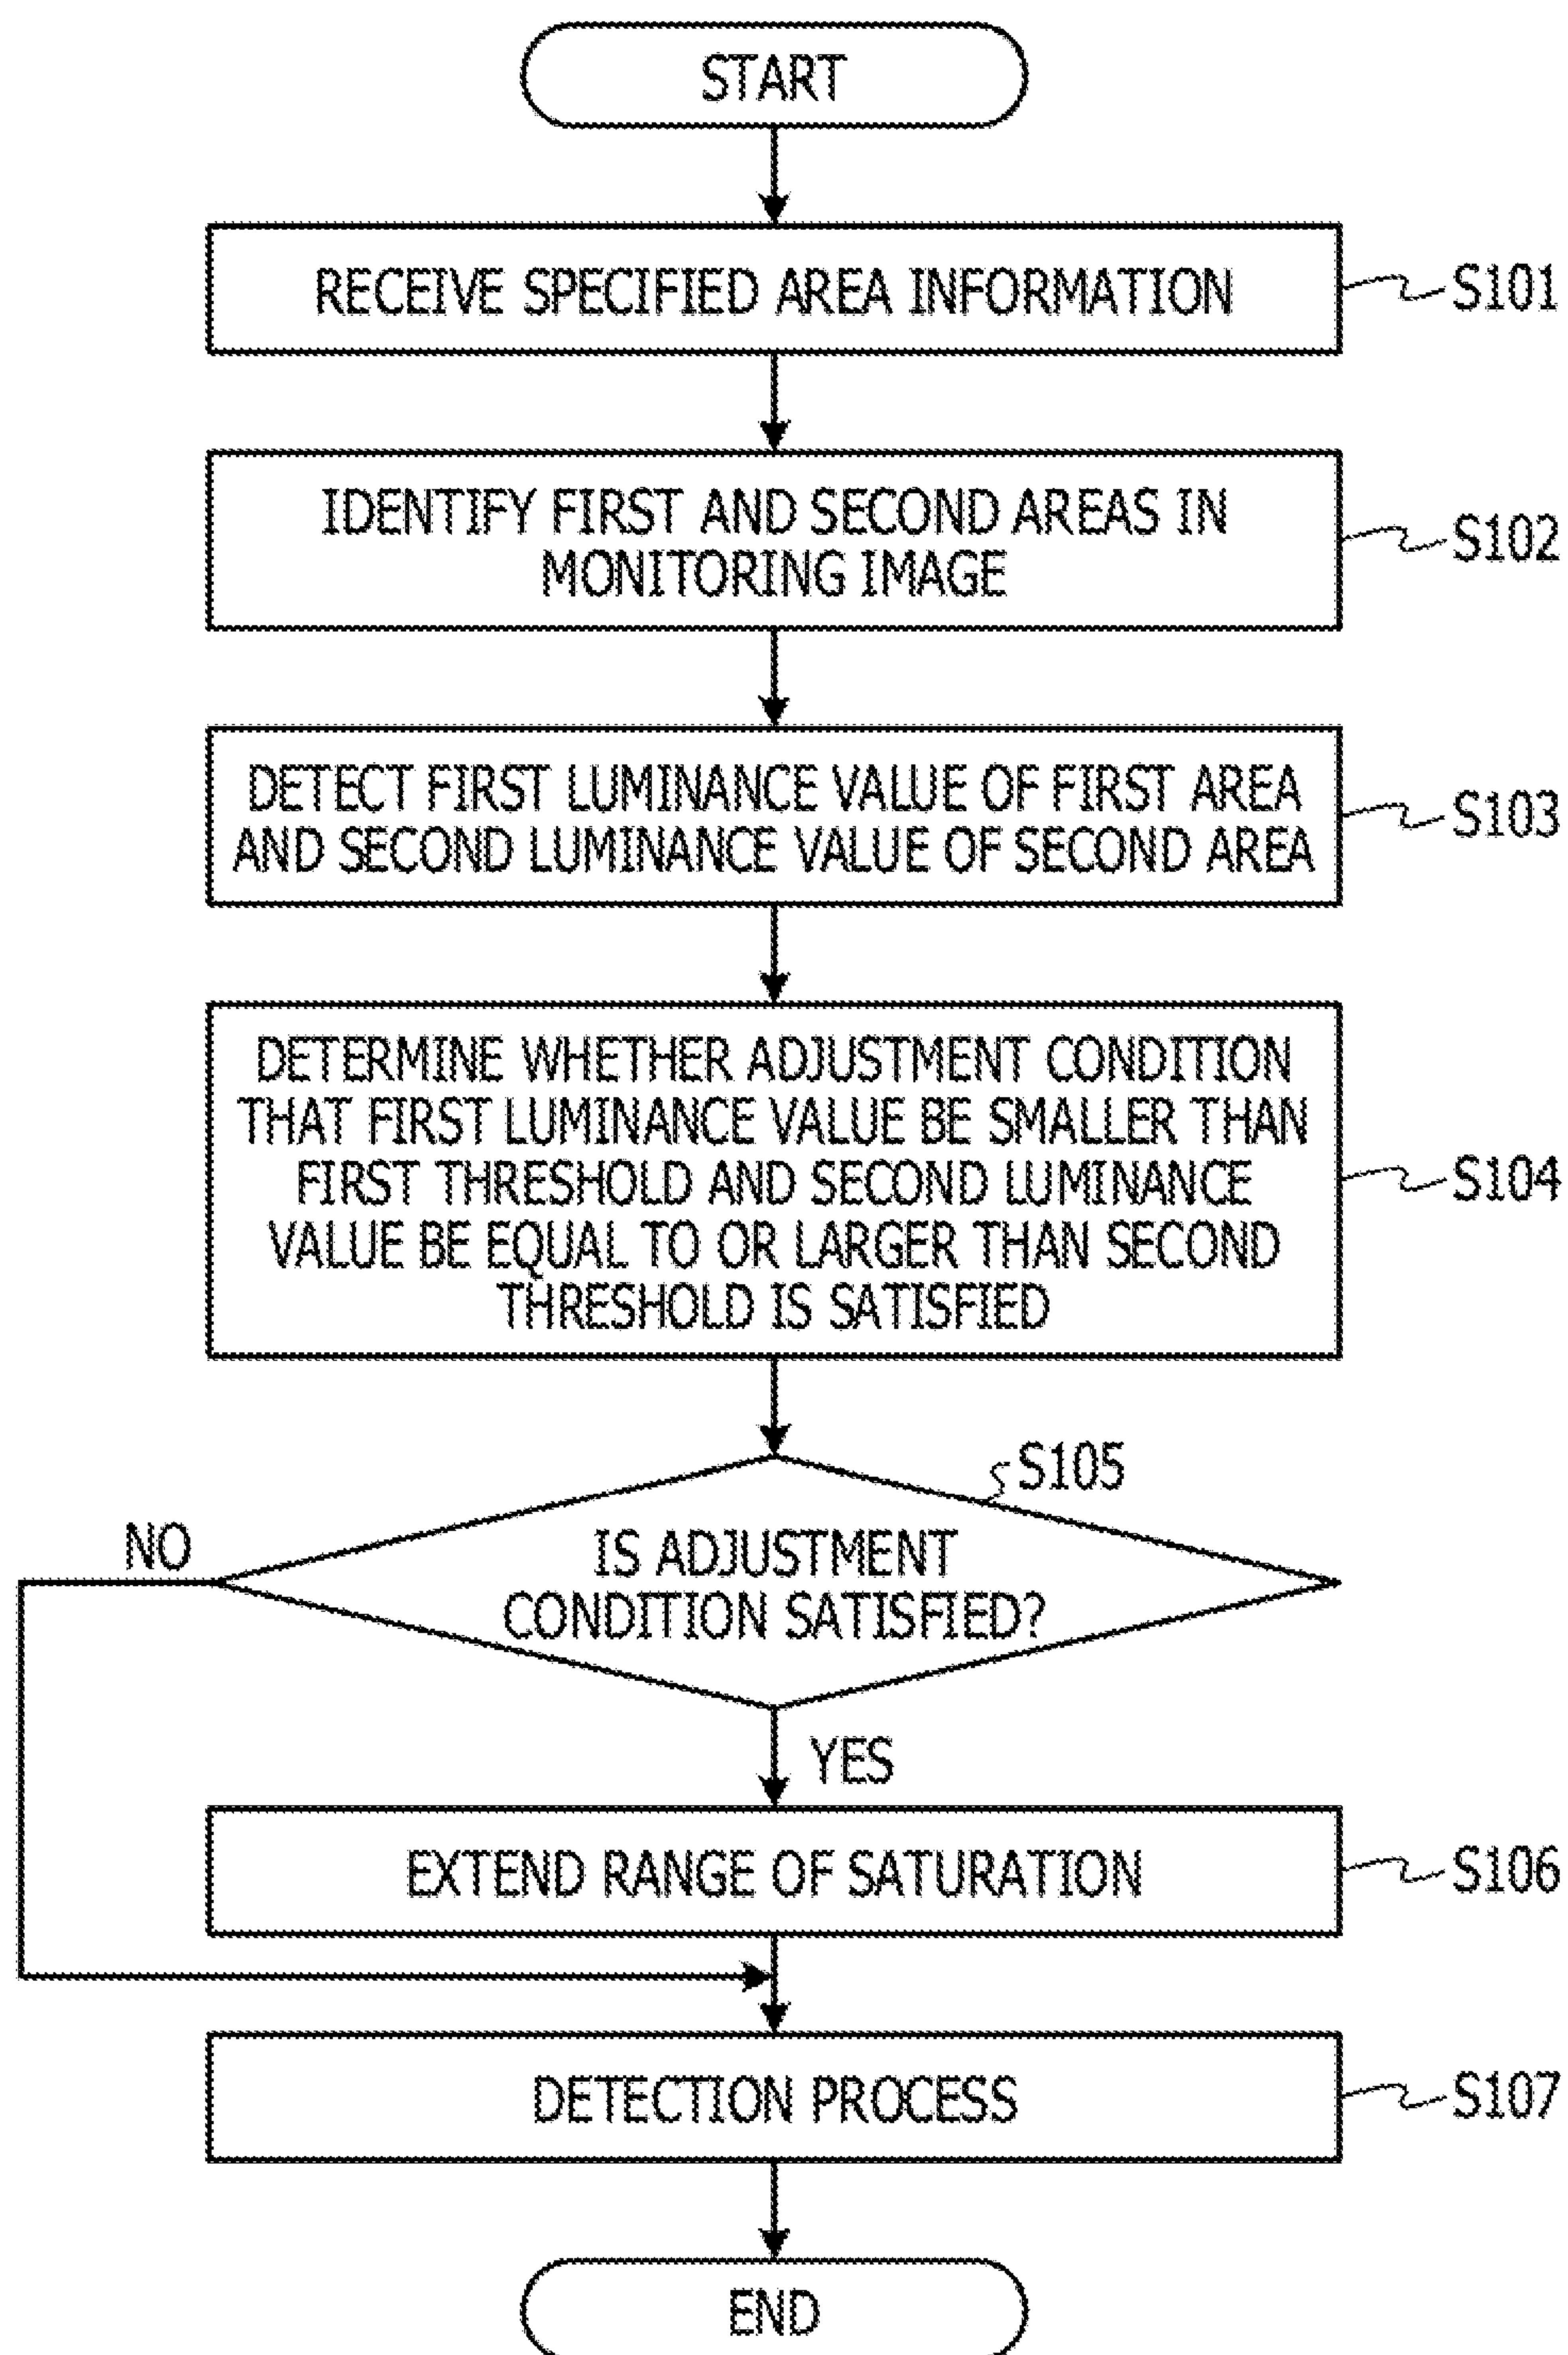 START
RECEIVE SPECIFIED AREA INFORMATION
S101
IDENTIFY FIRST AND SECOND AREAS IN
MONITORING IMAGE
S102
DETECT FIRST LUMINANCE VALUE OF FIRST AREA
AND SECOND LUMINANCE VALUE OF SECOND AREA
S103
DETERMINE WHETHER ADJUSTMENT CONDITION
THAT FIRST LUMINANCE VALUE BE SMALLER THAN
FIRST THRESHOLD AND SECOND LUMINANCE
VALUE BE EQUAL TO OR LARGER THAN SECOND
THRESHOLD IS SATISFIED
S104
S105
NO
IS ADJUSTMENT
CONDITION SATISFIED?
YES
EXTEND RANGE OF SATURATION
S106
DETECTION PROCESS
S107
END